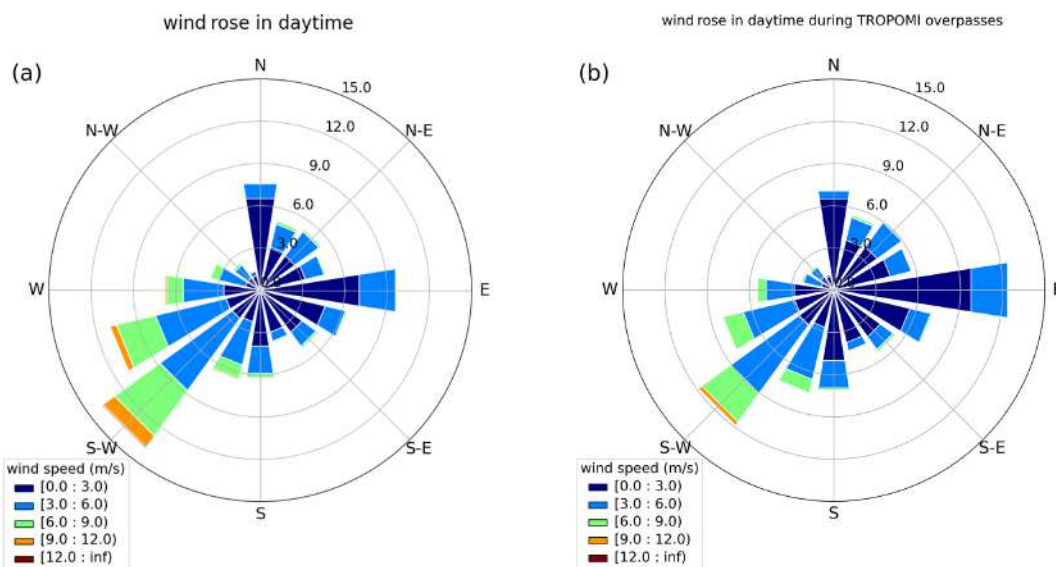 wind rose in daytime
(a)
N
15.0
12.0
N-E
9.0
6.0
3.0
N-W
W
E
S-W
S-E
S
wind speed (m/s)
[0.0 : 3.0)
[3.0 : 6.0)
[6.0 : 9.0)
[9.0 : 12.0)
[12.0 : inf)
wind rose in daytime during TROPOMI overpasses
(b)
N
15.0
12.0
N-E
9.0
6.0
3.0
N-W
W
S-W
S-E
S
wind speed (m/s)
[0.0 : 3.0)
[3.0 : 6.0)
[6.0 : 9.0)
[9.0 : 12.0)
[12.0 : inf)